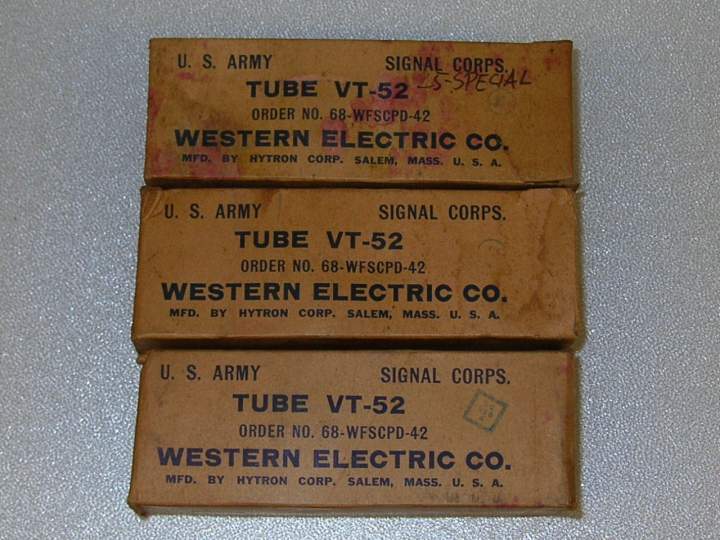 U. S. ARMY SIGNAL CORPS.
TUBE VT-52 45-SPECIAL
ORDER NO. 68-WFSCPD-42
WESTERN ELECTRIC CO.
MFD. BY HYTRON CORP. SALEM, MASS. U. S. A.
U. S. ARMY SIGNAL CORPS.
TUBE VT-52
ORDER NO. 68-WFSCPD-42
WESTERN ELECTRIC CO.
MFD. BY HYTRON CORP. SALEM, MASS. U. S. A.
U. S. ARMY SIGNAL CORPS.
TUBE VT-52
ORDER NO. 68-WFSCPD-42
WESTERN ELECTRIC CO.
MFD. BY HYTRON CORP. SALEM, MASS. U. S. A.